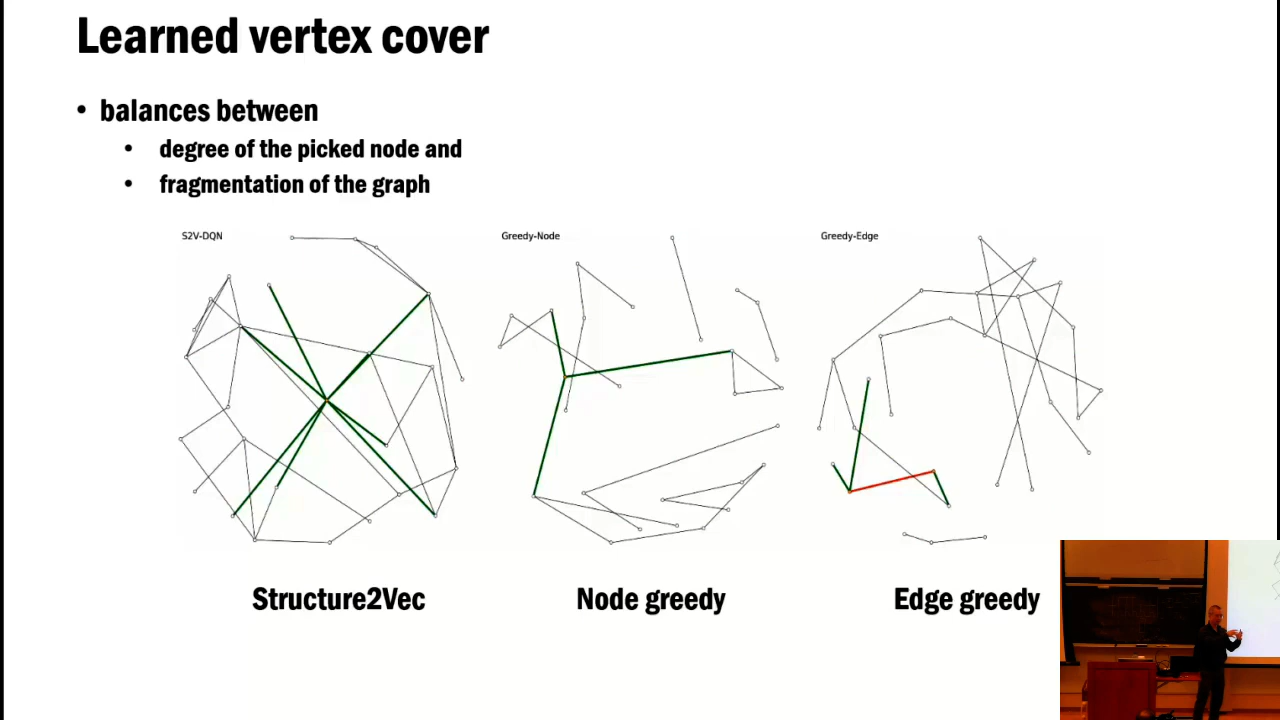 Learned vertex cover
• balances between
• degree of the picked node and
• fragmentation of the graph
S2V-DQN
Greedy-Node
Greedy-Edge
Structure2Vec
Node greedy
Edge greedy